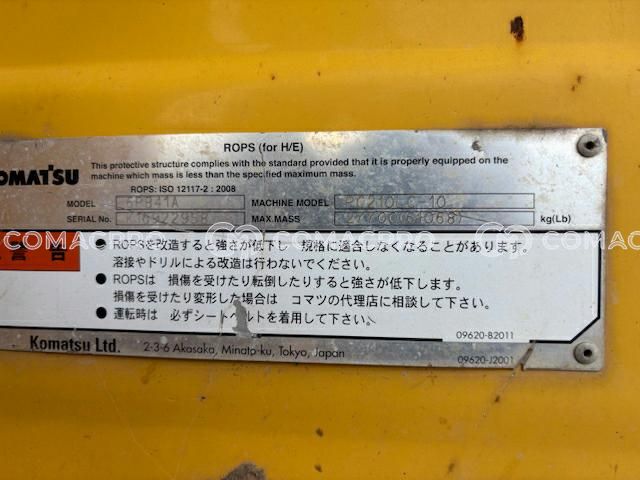 ROPS (for H/E)
OMATSU This protective structure complies with the standard provided that it is properly equipped on the
machine which mass is less than the specified maximum mass.
ROPS: ISO 12117-2 : 2008
MODEL MACHINE MODEL PC210LC-10
SERIAL No. MAX.MASS kg(Lb)
COMACPRO COMACPRO COMACPRO
警告
● ROPSを改造すると強さが低下し 規格に適合しなくなることがあります.
溶接やドリルによる改造は行わないでください.
● ROPSは 損傷を受けたり転倒したりすると強さが低下します.
損傷を受けたり変形した場合は コマツの代理店に相談して下さい.
● 運転時は 必ずシートベルトを着用して下さい.
09620-B2011
Komatsu Ltd. 2-3-6 Akasaka, Minato-ku, Tokyo, Japan 09620-J2001